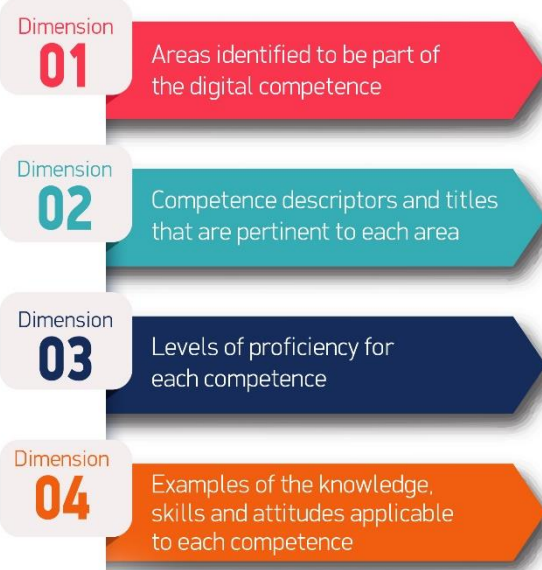 Dimension
01
Areas identified to be part of
the digital competence
Dimension
02
Competence descriptors and titles
that are pertinent to each area
Dimension
03
Levels of proficiency for
each competence
Dimension
04
Examples of the knowledge,
skills and attitudes applicable
to each competence